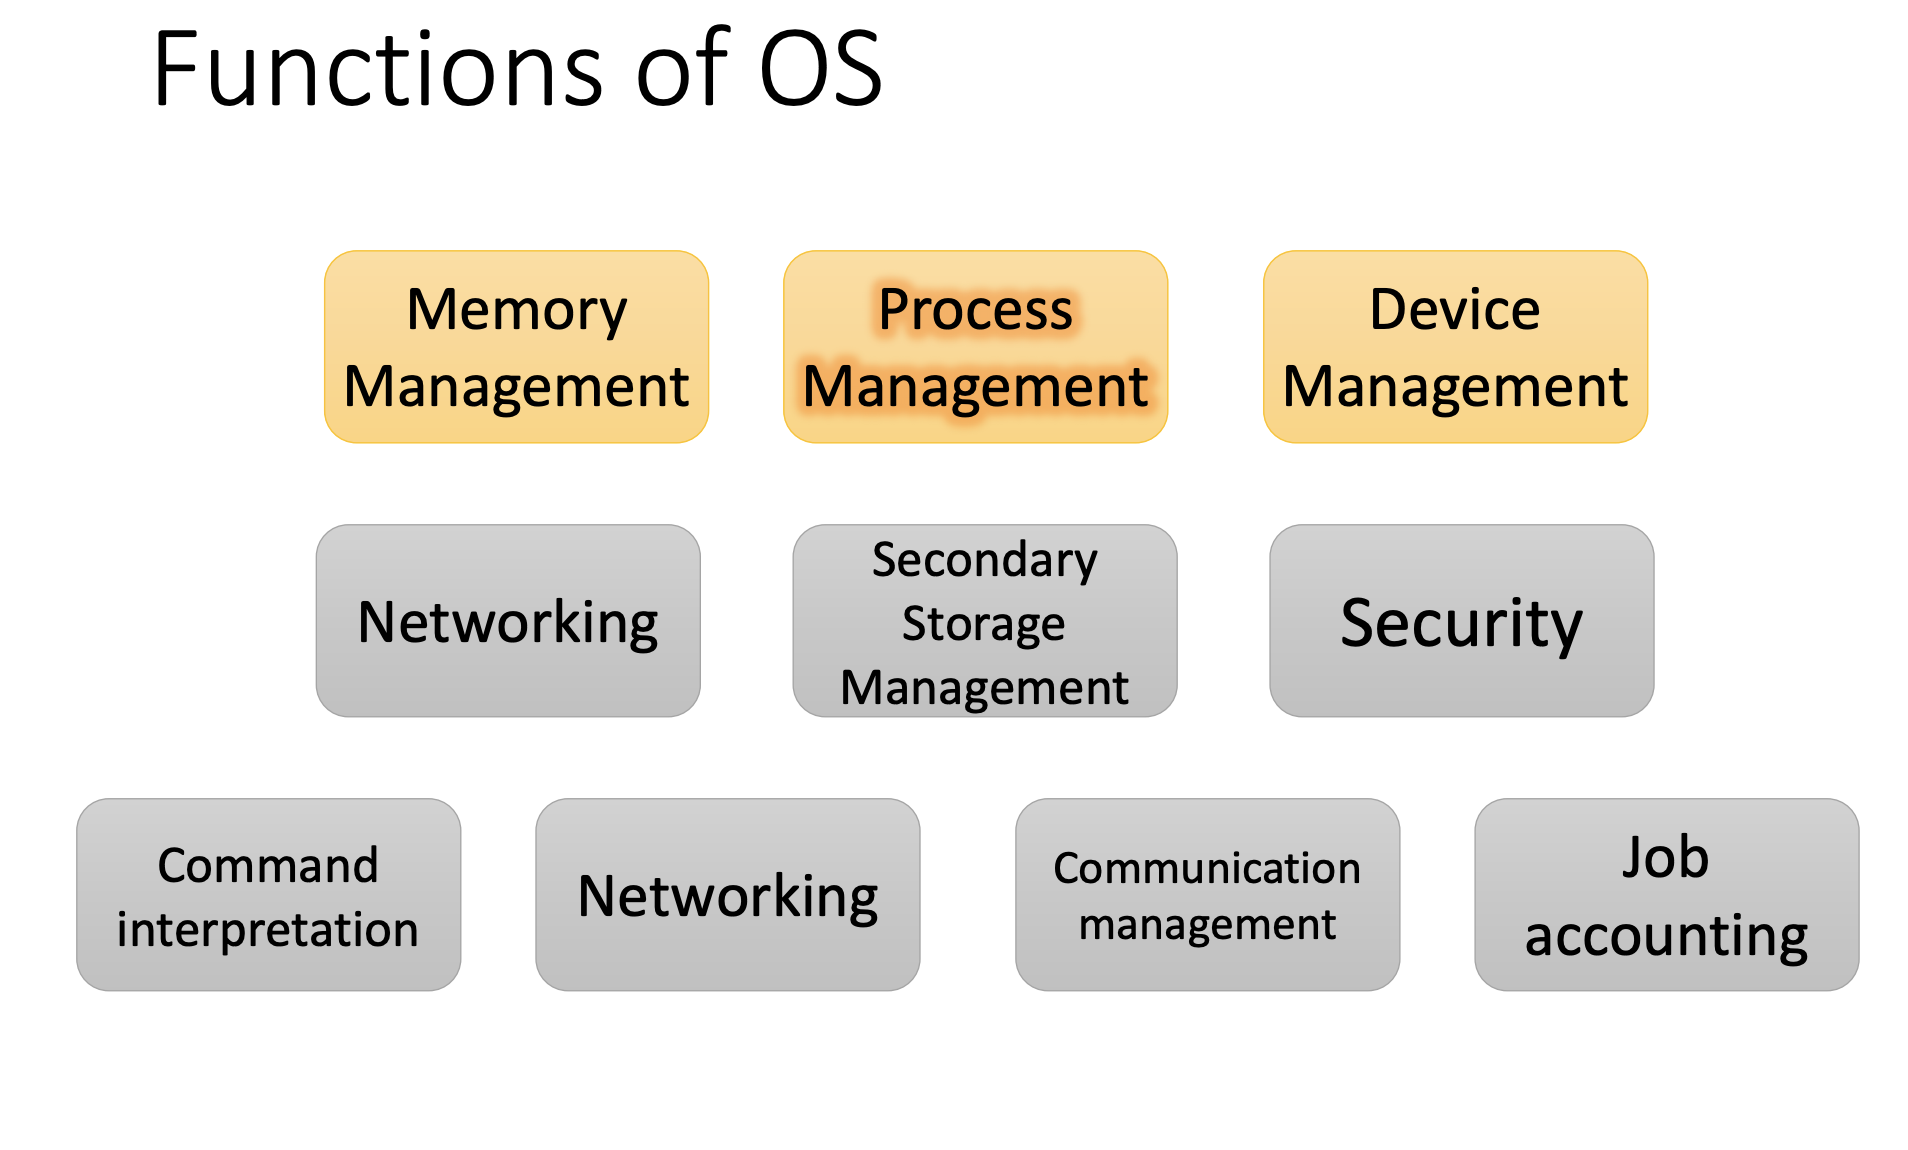 Functions of OS
Memory
Management
Process
Management
Device
Management
Networking
Secondary
Storage
Management
Security
Command
interpretation
Networking
Communication
management
Job
accounting